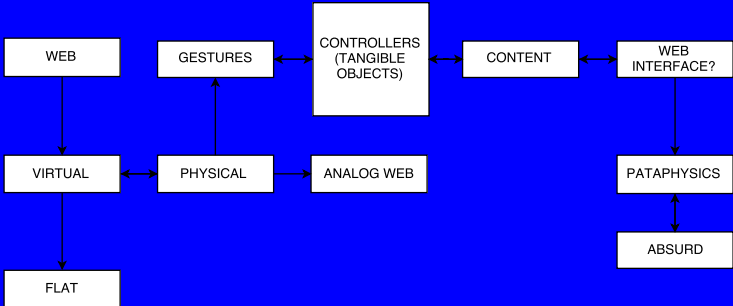 WEB
GESTURES
CONTROLLERS
(TANGIBLE
OBJECTS)
CONTENT
WEB
INTERFACE?
VIRTUAL
PHYSICAL
ANALOG WEB
PATAPHYSICS
ABSURD
FLAT